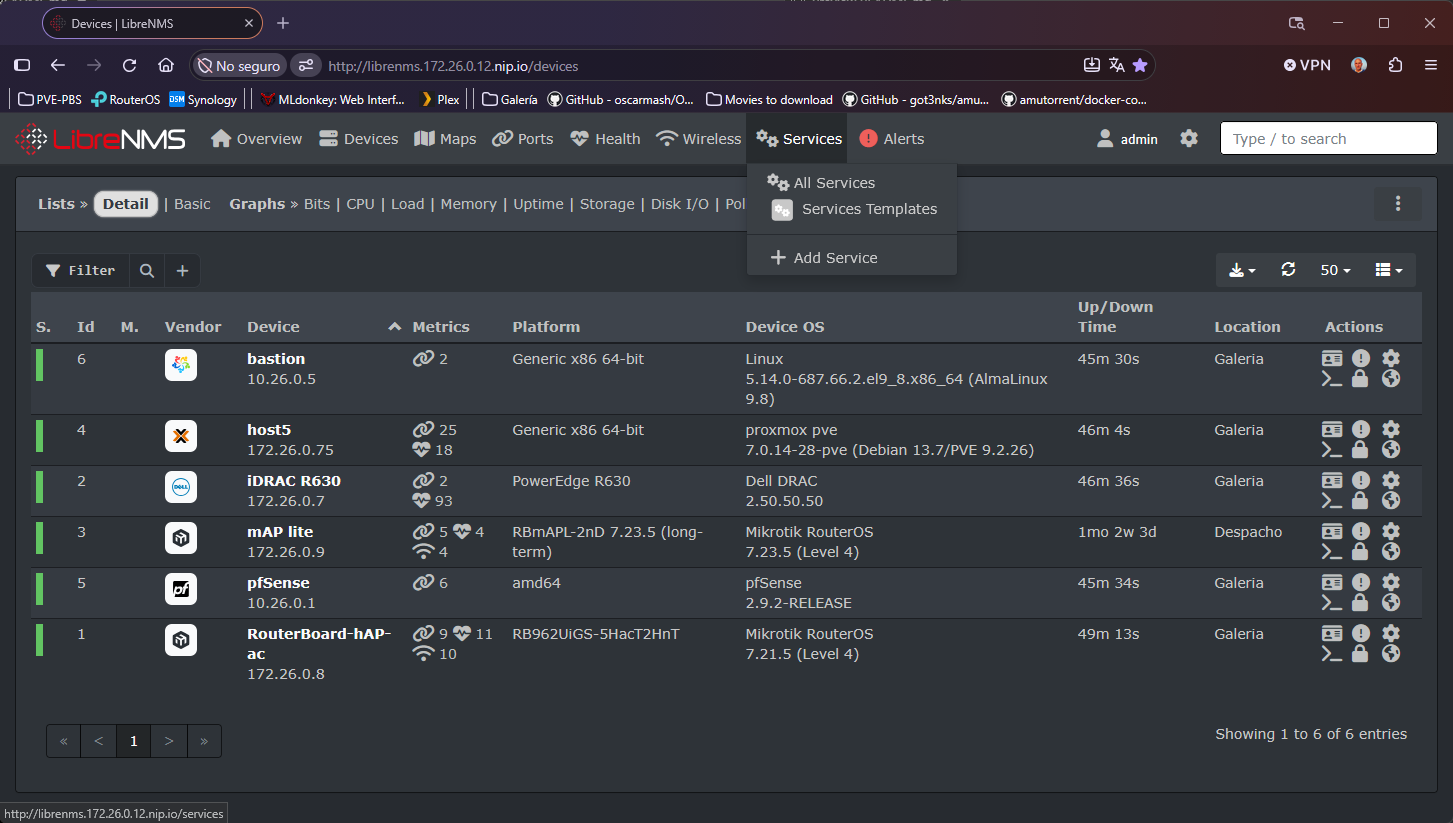 Devices | LibreNMS
No seguro
http://librenms.172.26.0.12.nip.io/devices
VPN
PVE-PBS
RouterOS
DSM Synology
MLdonkey: Web Interf...
Plex
Galería
GitHub - oscarmash/O...
Movies to download
GitHub - got3nks/amu...
amutorrent/docker-co...
LibreNMS Overview Devices Maps Ports Health Wireless Services Alerts admin Type / to search
All Services
Services Templates
Add Service
Lists » Detail | Basic Graphs » Bits | CPU | Load | Memory | Uptime | Storage | Disk I/O | Pol
Filter
50
S. Id M. Vendor Device Metrics Platform Device OS Up/Down Time Location Actions
6 bastion 2 Generic x86 64-bit Linux 45m 30s Galeria
10.26.0.5 5.14.0-687.66.2.el9_8.x86_64 (AlmaLinux
9.8)
4 host5 25 Generic x86 64-bit proxmox pve 46m 4s Galeria
172.26.0.75 18 7.0.14-28-pve (Debian 13.7/PVE 9.2.26)
2 DELL iDRAC R630 2 PowerEdge R630 Dell DRAC 46m 36s Galeria
172.26.0.7 93 2.50.50.50
3 mAP lite 5 4 RBmAPL-2nD 7.23.5 (long- Mikrotik RouterOS 1mo 2w 3d Despacho
172.26.0.9 4 term) 7.23.5 (Level 4)
5 pf pfSense 6 amd64 pfSense 45m 34s Galeria
10.26.0.1 2.9.2-RELEASE
1 RouterBoard-hAP- 9 11 RB962UiGS-5HacT2HnT Mikrotik RouterOS 49m 13s Galeria
ac 10 7.21.5 (Level 4)
172.26.0.8
« < 1 > »
Showing 1 to 6 of 6 entries
http://librenms.172.26.0.12.nip.io/services